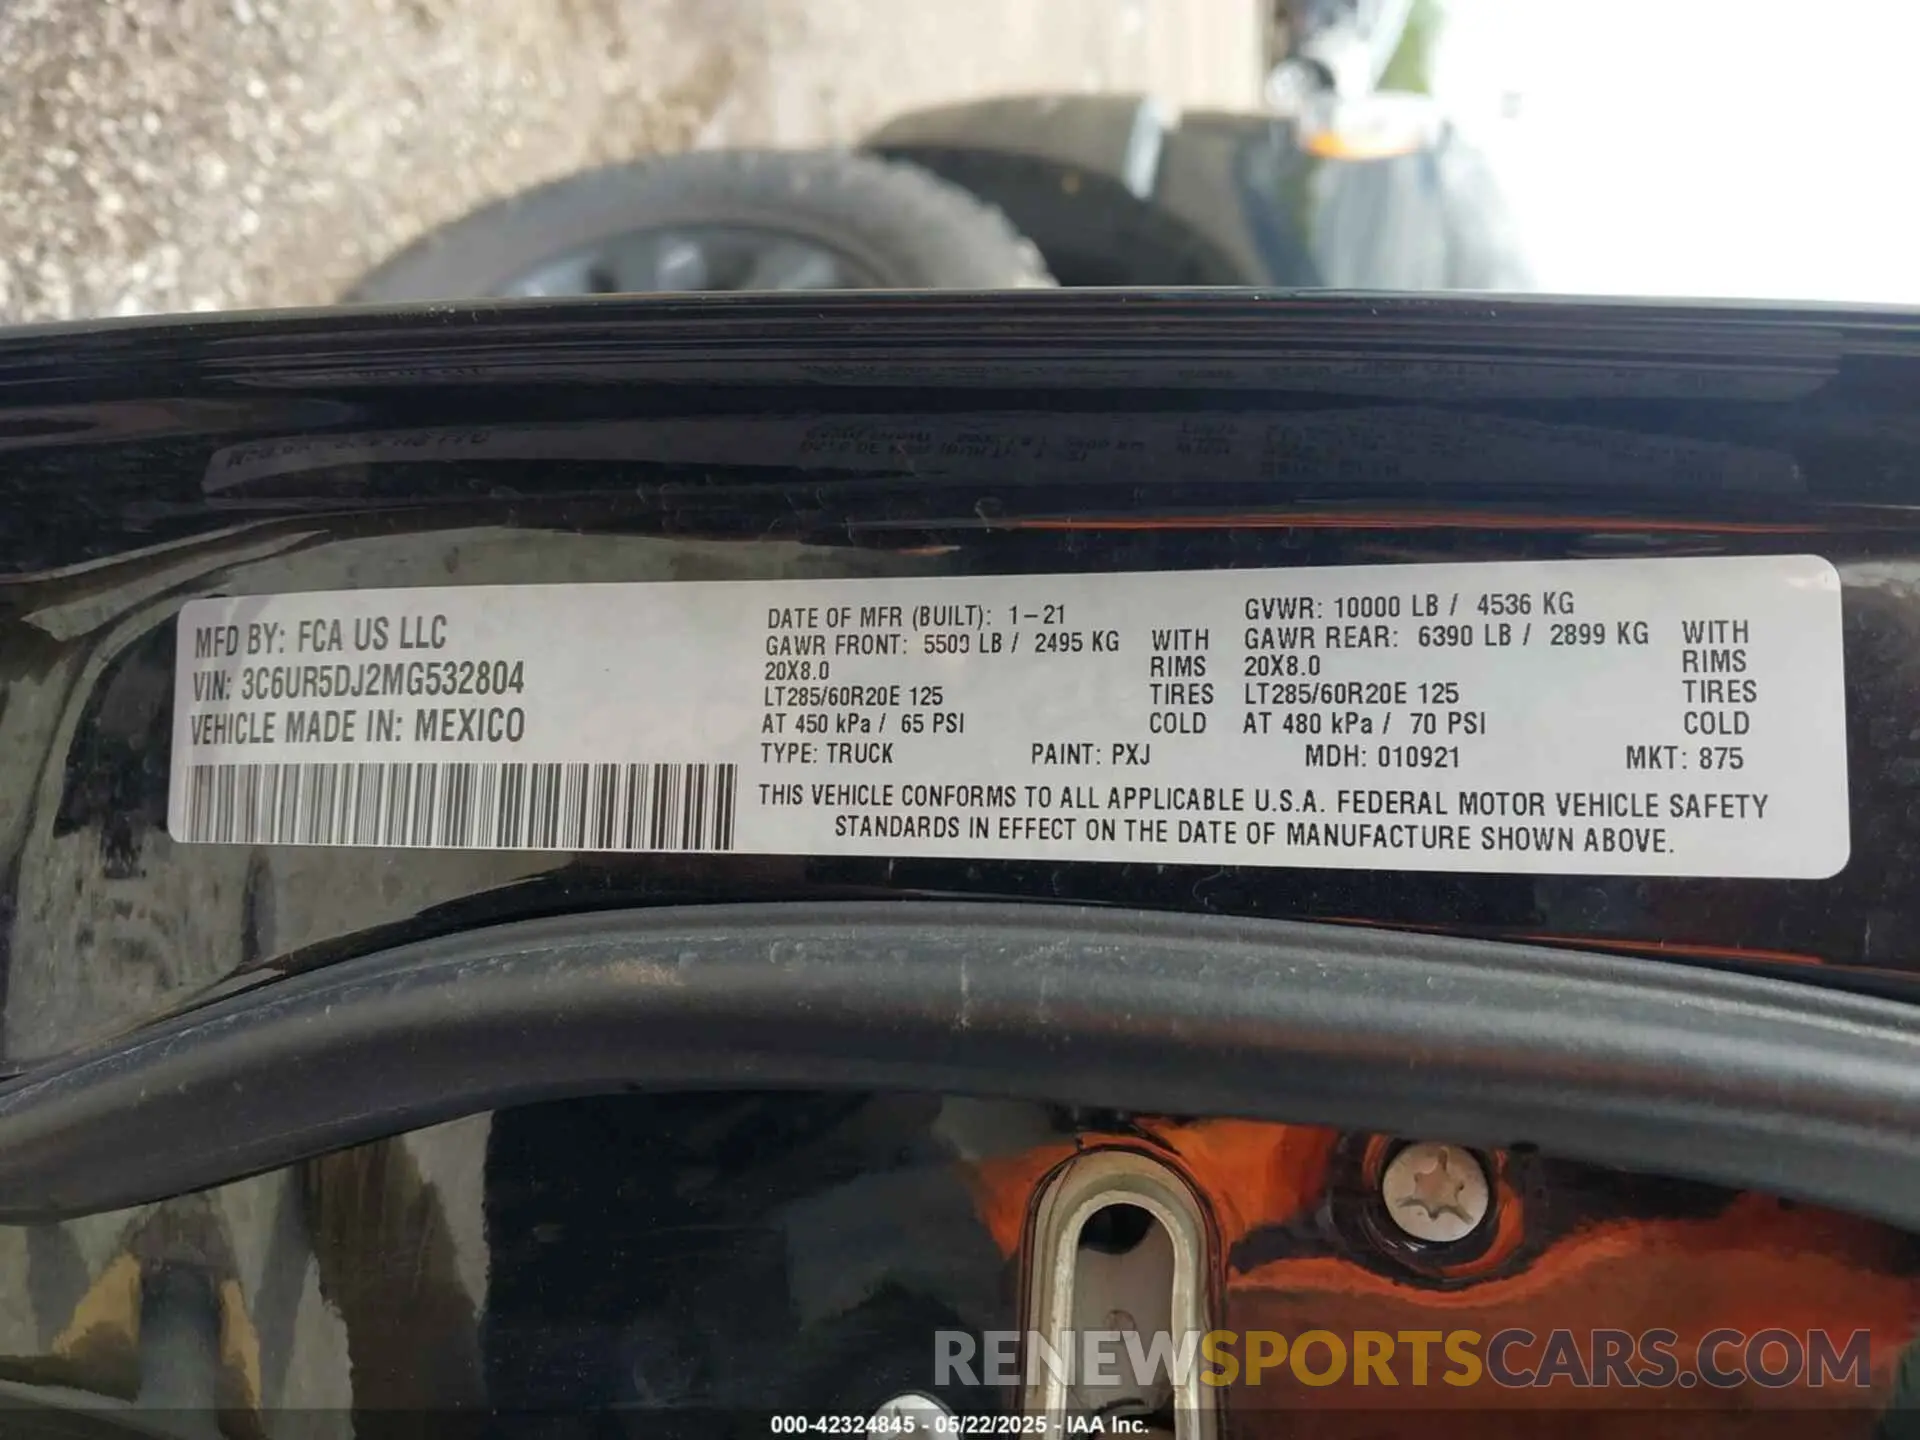 MFD BY: FCA US LLC
VIN: 3C6UR5DJ2MG532804
VEHICLE MADE IN: MEXICO
DATE OF MFR (BUILT): 1-21
GAWR FRONT: 5500 LB / 2495 KG WITH
20X8.0 RIMS
LT285/60R20E 125 TIRES
AT 450 kPa / 65 PSI COLD
GVWR: 10000 LB / 4536 KG
GAWR REAR: 6390 LB / 2899 KG WITH
20X8.0 RIMS
LT285/60R20E 125 TIRES
AT 480 kPa / 70 PSI COLD
TYPE: TRUCK PAINT: PXJ MDH: 010921 MKT: 875
THIS VEHICLE CONFORMS TO ALL APPLICABLE U.S.A. FEDERAL MOTOR VEHICLE SAFETY
STANDARDS IN EFFECT ON THE DATE OF MANUFACTURE SHOWN ABOVE.
RENEWSPORTSCARS.COM
000-42324845 - 05/22/2025 - IAA Inc.